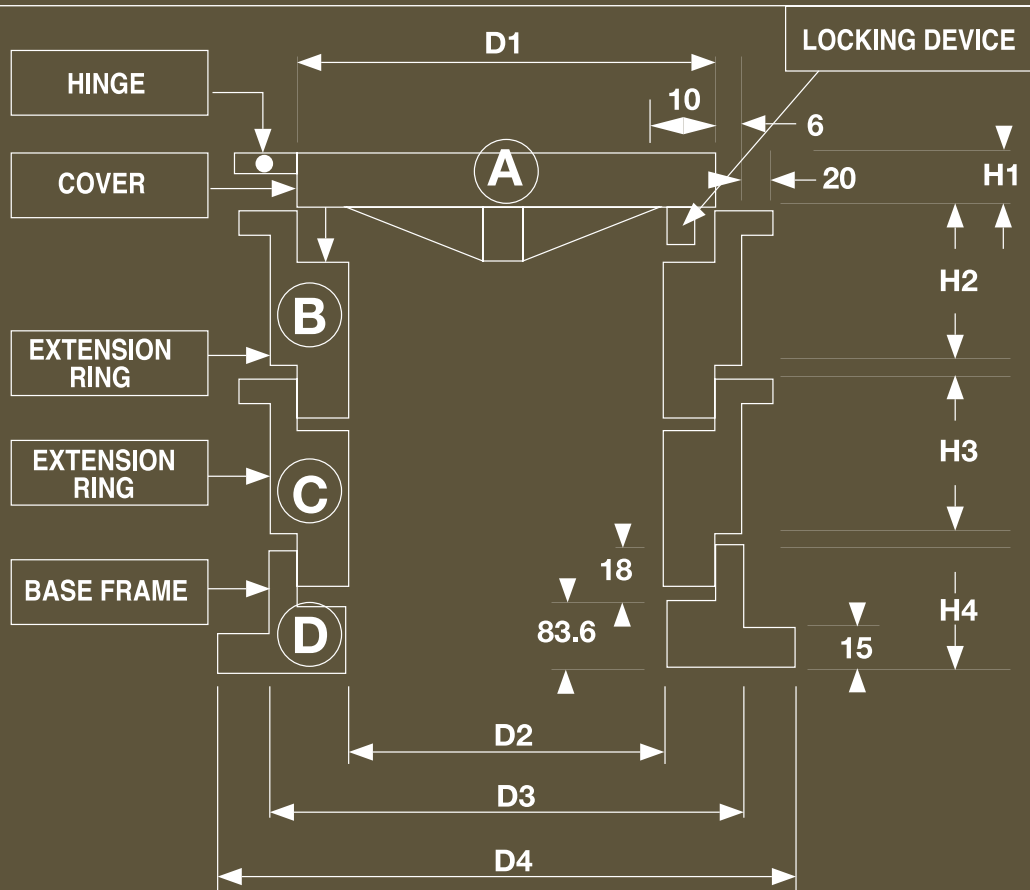 D1
LOCKING DEVICE
HINGE
10
6
COVER
A
20
H1
H2
B
EXTENSION
RING
H3
EXTENSION
RING
C
18
BASE FRAME
H4
D
83.6
15
D2
D3
D4